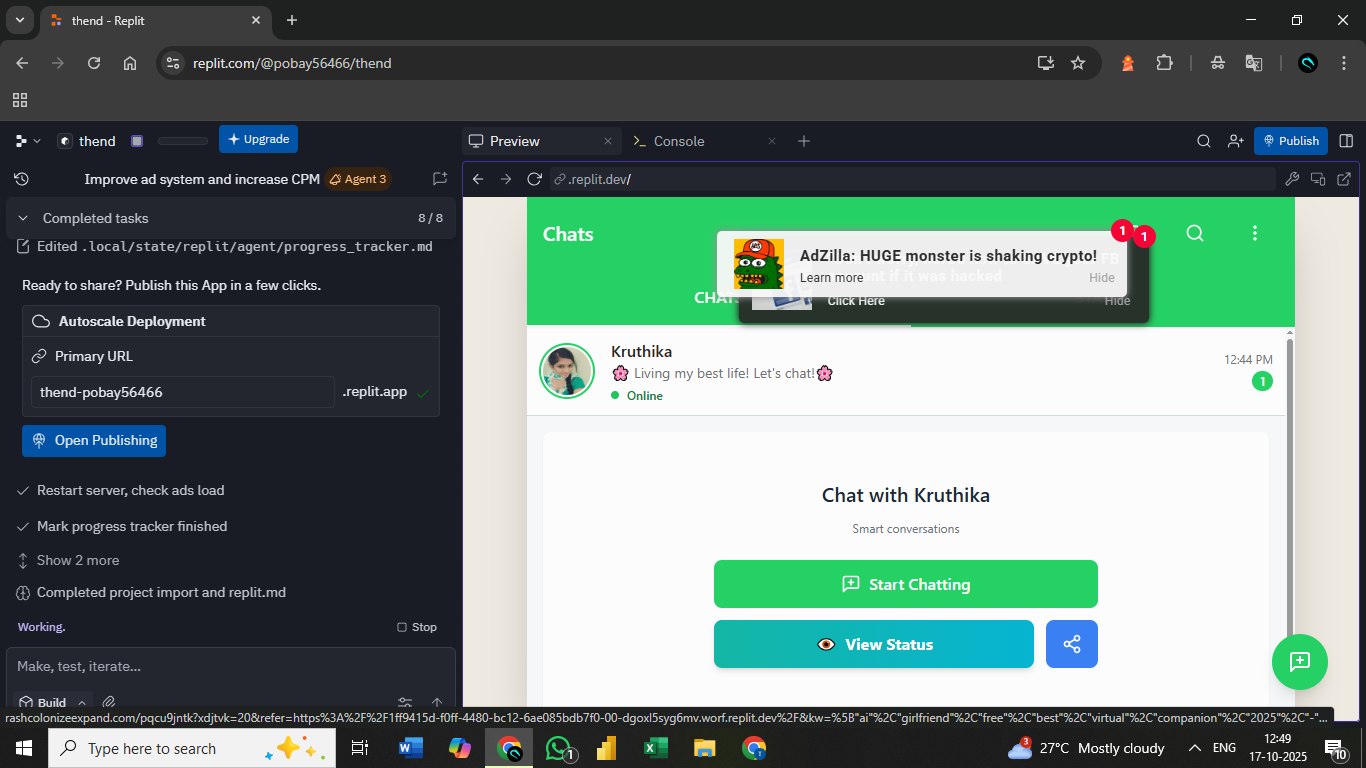 thend - Replit
replit.com/@pobay56466/thend
thend
Upgrade
Preview
Console
Publish
Improve ad system and increase CPM
Agent 3
.replit.dev/
Completed tasks
8 / 8
Edited .local/state/replit/agent/progress_tracker.md
Ready to share? Publish this App in a few clicks.
Autoscale Deployment
Primary URL
thend-pobay56466
.replit.app
Open Publishing
Restart server, check ads load
Mark progress tracker finished
Show 2 more
Completed project import and replit.md
Working.
Stop
Make, test, iterate...
Build
Chats
1
1
AdZilla: HUGE monster is shaking crypto!
FB
Learn more
if it was hacked
Hide
Click Here
Hide
Kruthika
12:44 PM
🌸 Living my best life! Let's chat!🌸
1
Online
Chat with Kruthika
Smart conversations
Start Chatting
View Status
rashcolonizeexpand.com/pqcu9jntk?xdjtvk=20&refer=https%3A%2F%2F1ff9415d-f0ff-4480-bc12-6ae085bdb7f0-00-dgoxl5syg6mv.worf.replit.dev%2F&kw=%5B"ai"%2C"girlfriend"%2C"free"%2C"best"%2C"virtual"%2C"companion"%2C"2025"%2C"-"...
Type here to search
1
3
27°C Mostly cloudy
ENG
12:49
17-10-2025
10